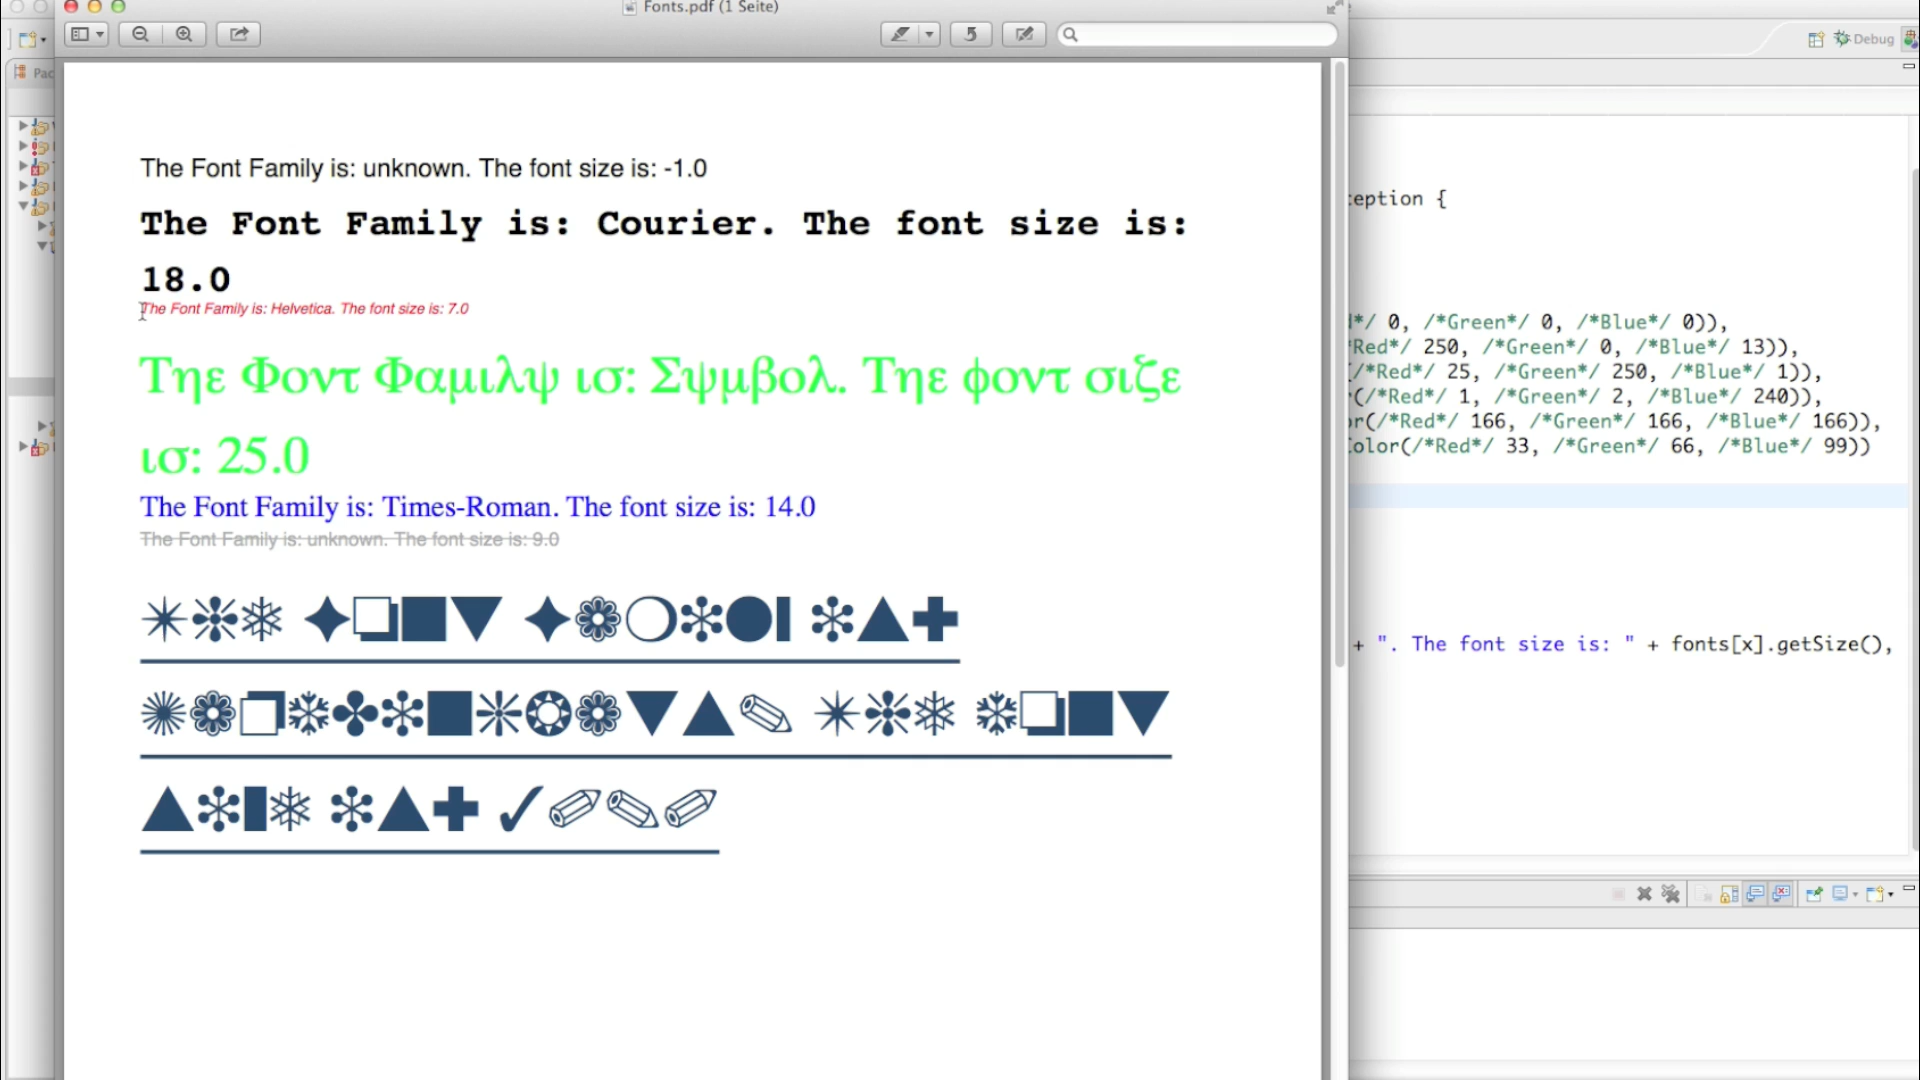 Fonts.pdf (1 Seite)
Debug
Pac
The Font Family is: unknown. The font size is: -1.0
The Font Family is: Courier. The font size is:
18.0
The Font Family is: Helvetica. The font size is: 7.0
Τηε Φοντ Φαμιλψ ισ: Σψμβολ. Τηε φοντ σιζε
ισ: 25.0
The Font Family is: Times-Roman. The font size is: 14.0
The Font Family is: unknown. The font size is: 9.0
✴❉❅ ✦❏■▼ ✦❁❍❉●❙ ❉▲✚
✺❁❐❆✤❉■❇❂❁▼▲✎ ✴❈❅ ❆❏■▼
▲❉❚❅ ❉▲✚ ✓✐✎✐
ception {
*/ 0, /*Green*/ 0, /*Blue*/ 0)),
Red*/ 250, /*Green*/ 0, /*Blue*/ 13)),
(/*Red*/ 25, /*Green*/ 250, /*Blue*/ 1)),
r(/*Red*/ 1, /*Green*/ 2, /*Blue*/ 240)),
or(/*Red*/ 166, /*Green*/ 166, /*Blue*/ 166)),
Color(/*Red*/ 33, /*Green*/ 66, /*Blue*/ 99))
+ ". The font size is: " + fonts[x].getSize(),